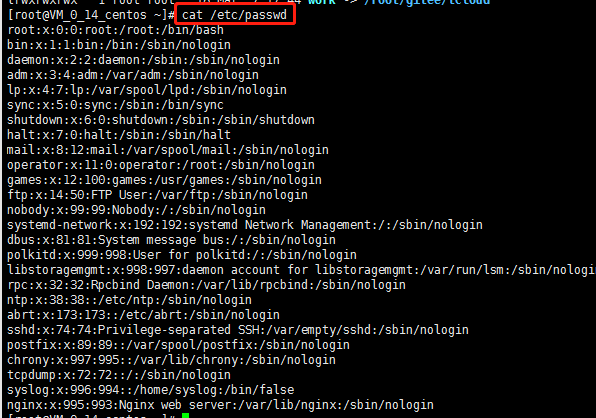 work -> /root/gitee/tcloud
[root@VM_0_14_centos ~]# cat /etc/passwd
root:x:0:0:root:/root:/bin/bash
bin:x:1:1:bin:/bin:/sbin/nologin
daemon:x:2:2:daemon:/sbin:/sbin/nologin
adm:x:3:4:adm:/var/adm:/sbin/nologin
lp:x:4:7:lp:/var/spool/lpd:/sbin/nologin
sync:x:5:0:sync:/sbin:/bin/sync
shutdown:x:6:0:shutdown:/sbin:/sbin/shutdown
halt:x:7:0:halt:/sbin:/sbin/halt
mail:x:8:12:mail:/var/spool/mail:/sbin/nologin
operator:x:11:0:operator:/root:/sbin/nologin
games:x:12:100:games:/usr/games:/sbin/nologin
ftp:x:14:50:FTP User:/var/ftp:/sbin/nologin
nobody:x:99:99:Nobody:/:/sbin/nologin
systemd-network:x:192:192:systemd Network Management:/:/sbin/nologin
dbus:x:81:81:System message bus:/:/sbin/nologin
polkitd:x:999:998:User for polkitd:/:/sbin/nologin
libstoragemgmt:x:998:997:daemon account for libstoragemgmt:/var/run/lsm:/sbin/nologin
rpc:x:32:32:Rpcbind Daemon:/var/lib/rpcbind:/sbin/nologin
ntp:x:38:38::/etc/ntp:/sbin/nologin
abrt:x:173:173::/etc/abrt:/sbin/nologin
sshd:x:74:74:Privilege-separated SSH:/var/empty/sshd:/sbin/nologin
postfix:x:89:89::/var/spool/postfix:/sbin/nologin
chrony:x:997:995::/var/lib/chrony:/sbin/nologin
tcpdump:x:72:72::/:/sbin/nologin
syslog:x:996:994::/home/syslog:/bin/false
nginx:x:995:993:Nginx web server:/var/lib/nginx:/sbin/nologin
[root@VM_0_14_centos ~]#